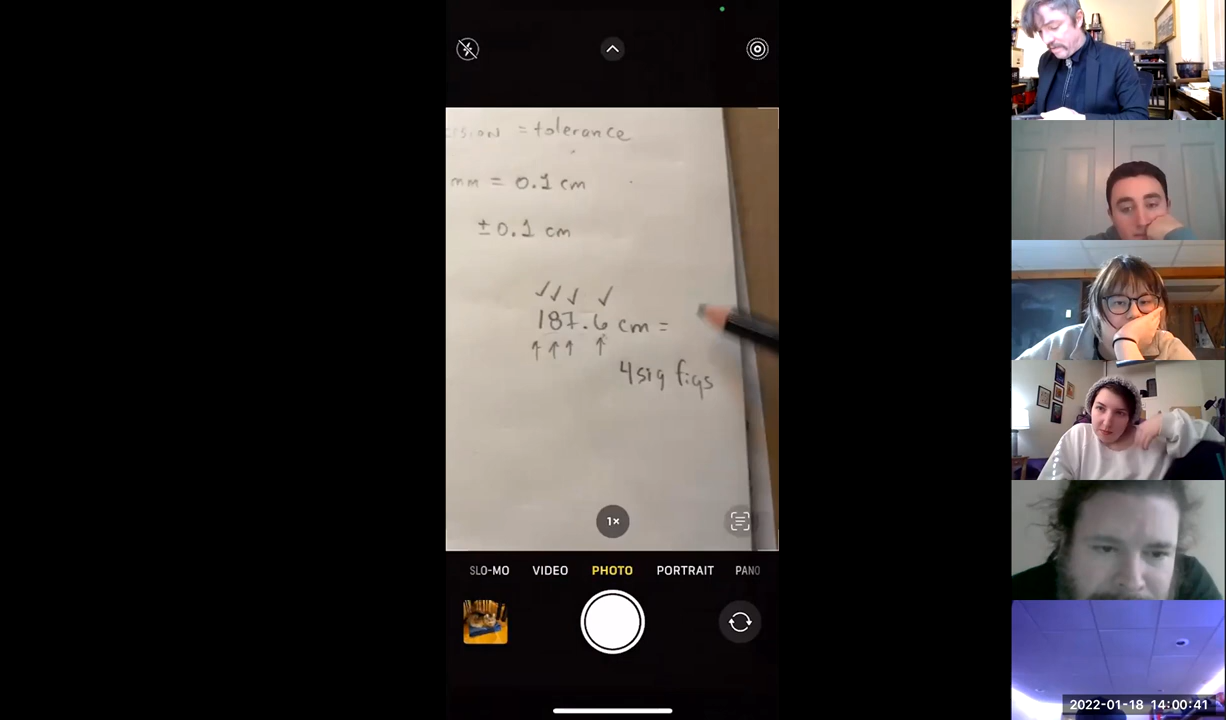 = tolerance
mm = 0.1 cm
± 0.1 cm
187.6 cm =
4 sig figs
1×
SLO-MO VIDEO PHOTO PORTRAIT PANO
2022-01-18 14:00:41